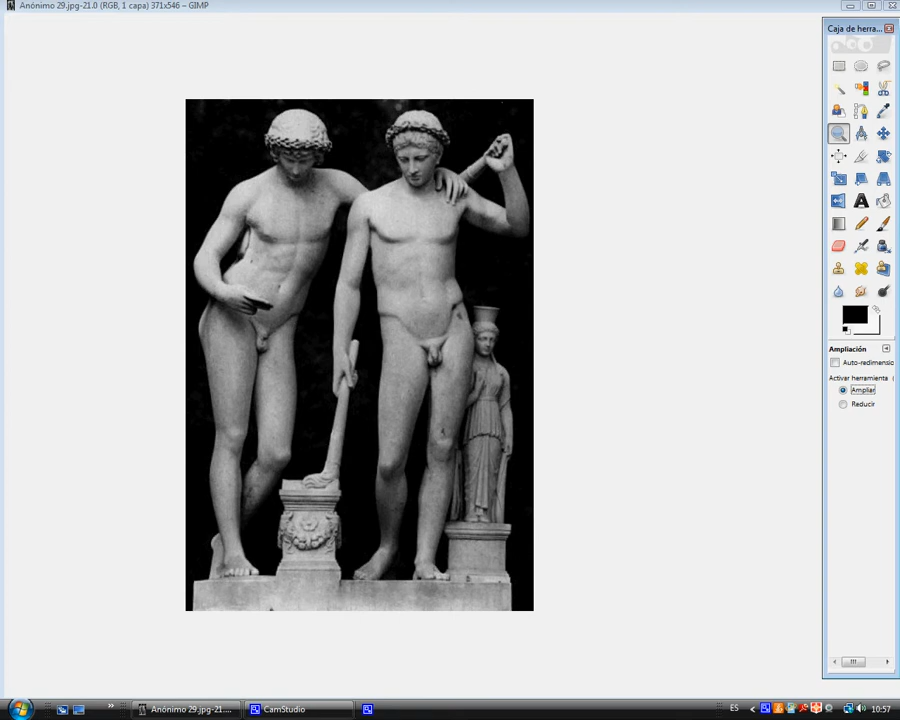 Anónimo 29.jpg-21.0 (RGB, 1 capa) 371x546 – GIMP
Caja de herra...
Ampliación
Auto-redimensio
Activar herramienta (
Ampliar
Reducir
Anónimo 29.jpg-21....
CamStudio
ES
10:57